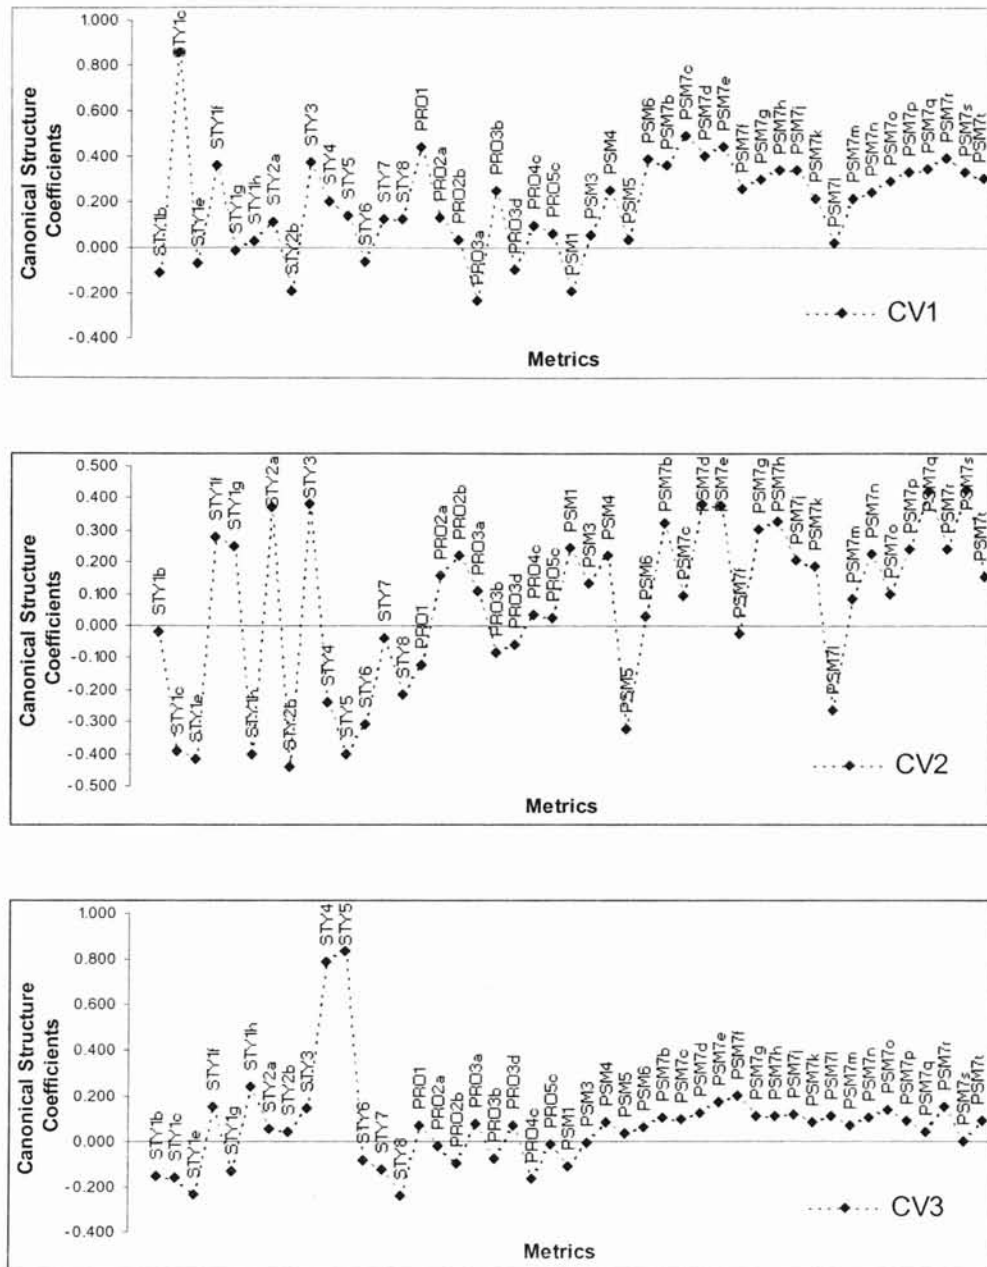 1.000
0.800
0.600
0.400
0.200
0.000
-0.200
-0.400
Canonical Structure
Coefficients
STY1b
STY1c
STY1e
STY1f
STY1g
STY1h
STY2a
STY2b
STY3
STY4
STY5
STY6
STY7
STY8
PRO1
PRO2a
PRO2b
PRO3a
PRO3b
PRO3d
PRO4c
PRO5c
PSM1
PSM3
PSM4
PSM5
PSM6
PSM7b
PSM7c
PSM7d
PSM7e
PSM7f
PSM7g
PSM7h
PSM7j
PSM7k
PSM7l
PSM7m
PSM7n
PSM7o
PSM7p
PSM7q
PSM7r
PSM7s
PSM7t
CV1
Metrics
0.500
0.400
0.300
0.200
0.100
0.000
-0.100
-0.200
-0.300
-0.400
-0.500
Canonical Structure
Coefficients
STY1b
STY1c
STY1e
STY1f
STY1g
STY1h
STY2a
STY2b
STY3
STY4
STY5
STY6
STY7
STY8
PRO1
PRO2a
PRO2b
PRO3a
PRO3b
PRO3d
PRO4c
PRO5c
PSM1
PSM3
PSM4
PSM5
PSM6
PSM7b
PSM7c
PSM7d
PSM7e
PSM7f
PSM7g
PSM7h
PSM7j
PSM7k
PSM7l
PSM7m
PSM7n
PSM7o
PSM7p
PSM7q
PSM7r
PSM7s
PSM7t
CV2
Metrics
1.000
0.800
0.600
0.400
0.200
0.000
-0.200
-0.400
Canonical Structure
Coefficients
STY1b
STY1c
STY1e
STY1f
STY1g
STY1h
STY2a
STY2b
STY3
STY4
STY5
STY6
STY7
STY8
PRO1
PRO2a
PRO2b
PRO3a
PRO3b
PRO3d
PRO4c
PRO5c
PSM1
PSM3
PSM4
PSM5
PSM6
PSM7b
PSM7c
PSM7d
PSM7e
PSM7f
PSM7g
PSM7h
PSM7j
PSM7k
PSM7l
PSM7m
PSM7n
PSM7o
PSM7p
PSM7q
PSM7r
PSM7s
PSM7t
CV3
Metrics